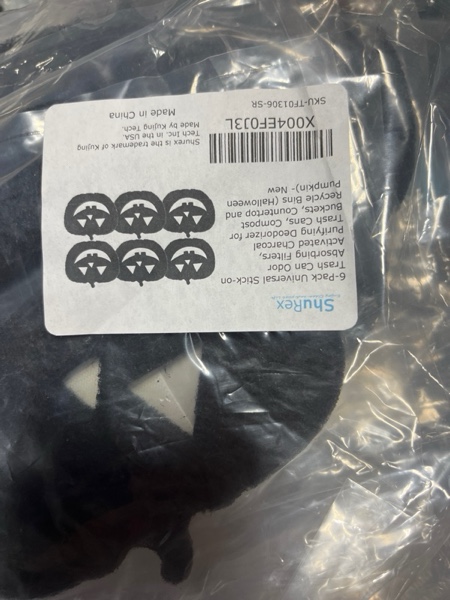 ShuRex
6-Pack Universal Stick-on
Trash Can Odor
Absorbing Filters,
Activated Charcoal
Purifying Deodorizer for
Trash Cans, Compost
Buckets, Countertop and
Recycle Bins (Halloween
Pumpkin)- New
X004EF0J3L
SKU-TF01306-SR
Shurex is the trademark of Kujing
Tech Inc. in the USA.
Made by Kujing Tech.
Made in China